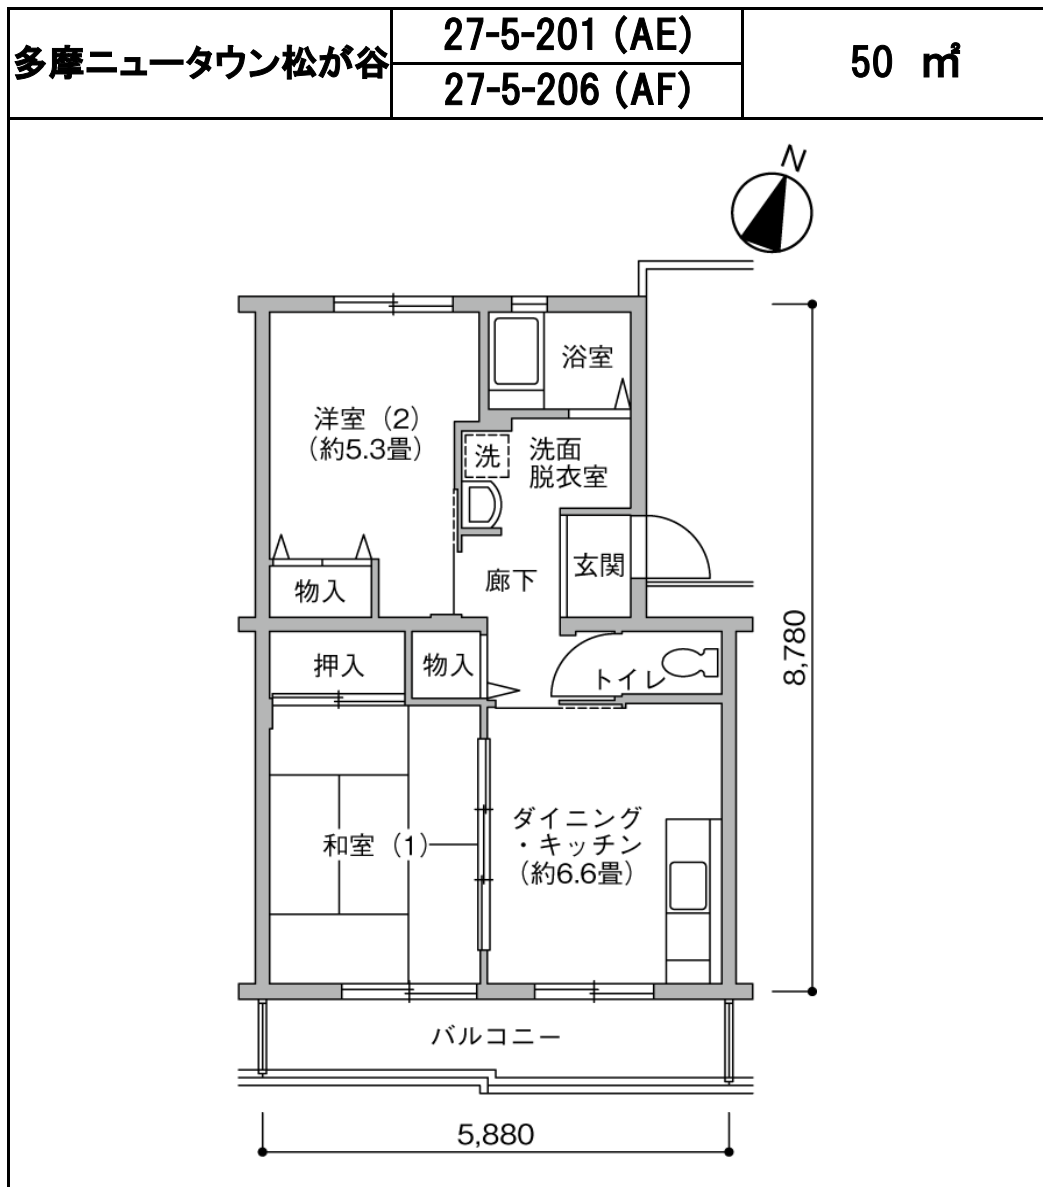 多摩ニュータウン松が谷
27-5-201 (AE)
27-5-206 (AF)
50 ㎡
N
浴室
洋室（2）
（約5.3畳）
洗
洗面
脱衣室
玄関
廊下
物入
押入
物入
トイレ
8,780
ダイニング
・キッチン
（約6.6畳）
和室（1）
バルコニー
5,880